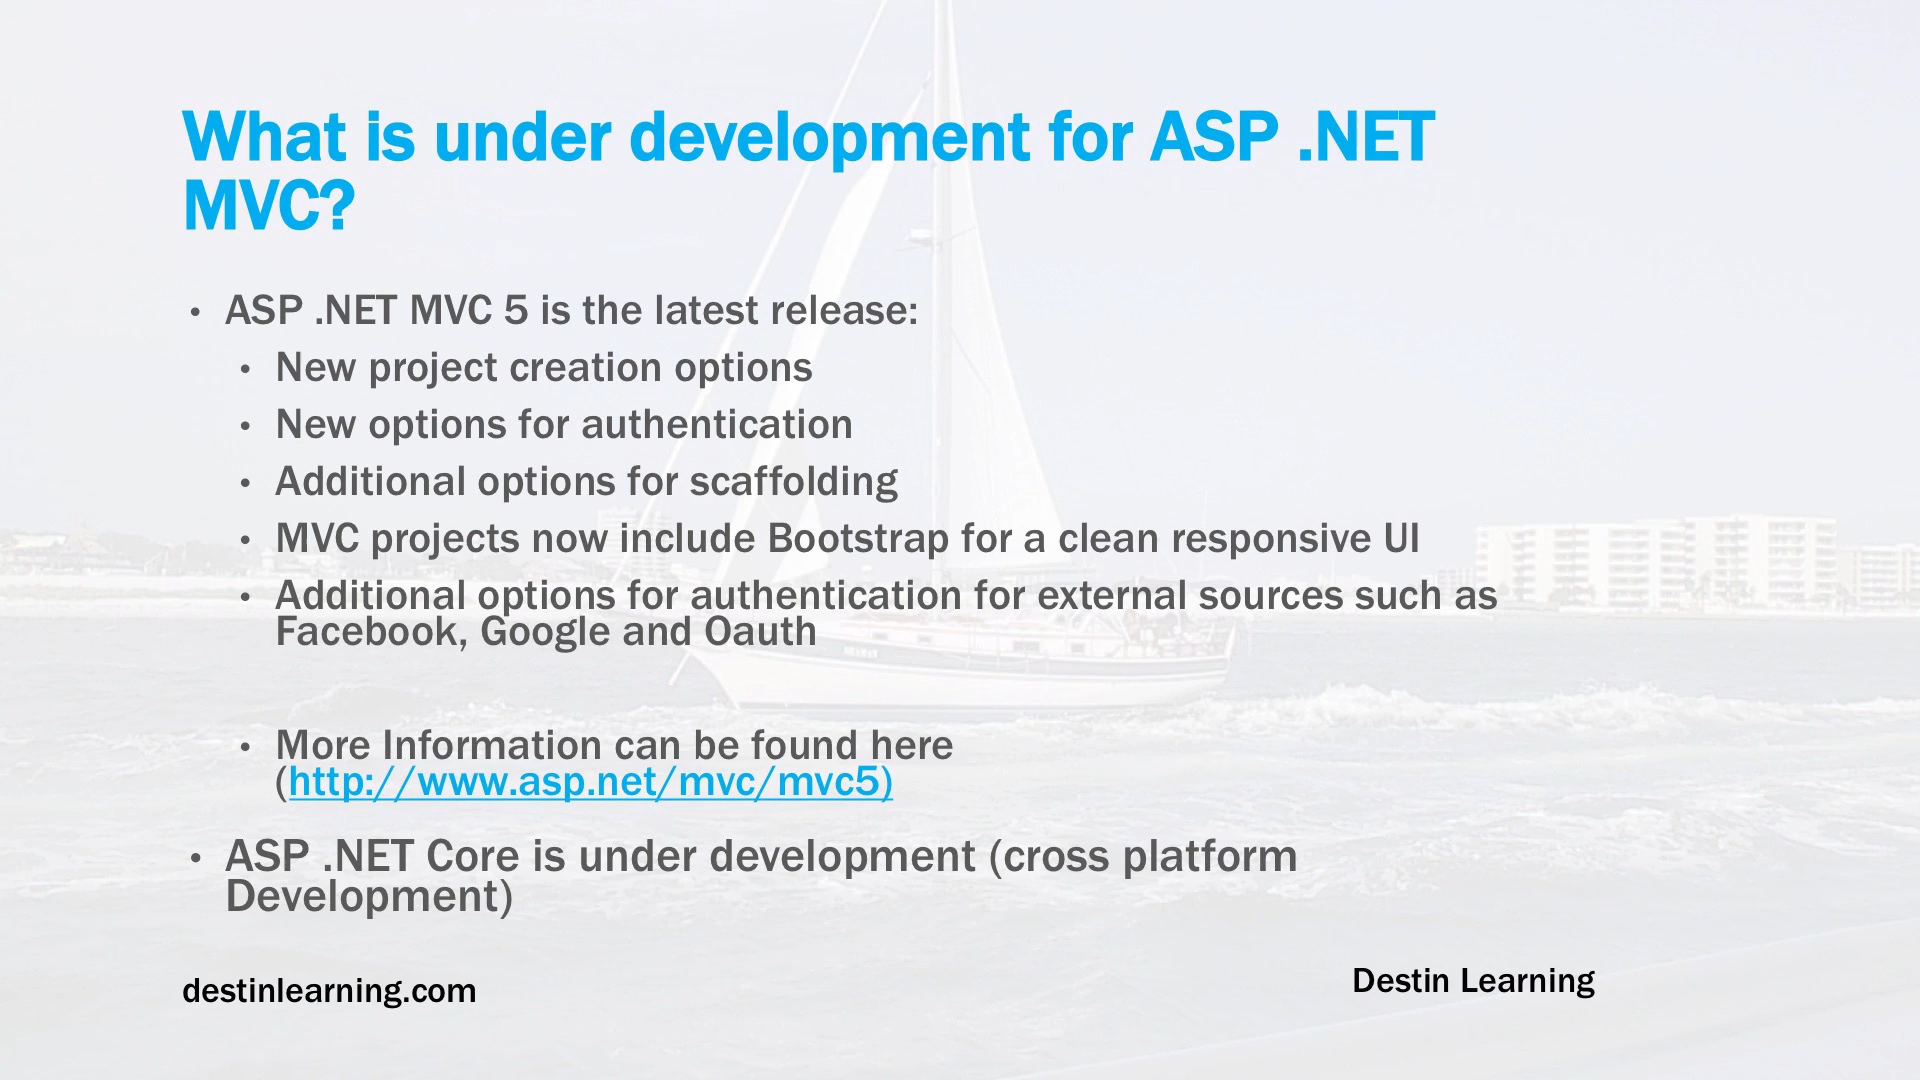 What is under development for ASP .NET
MVC?
• ASP .NET MVC 5 is the latest release:
• New project creation options
• New options for authentication
• Additional options for scaffolding
• MVC projects now include Bootstrap for a clean responsive UI
• Additional options for authentication for external sources such as
Facebook, Google and Oauth
• More Information can be found here
(http://www.asp.net/mvc/mvc5)
• ASP .NET Core is under development (cross platform
Development)
destinlearning.com
Destin Learning